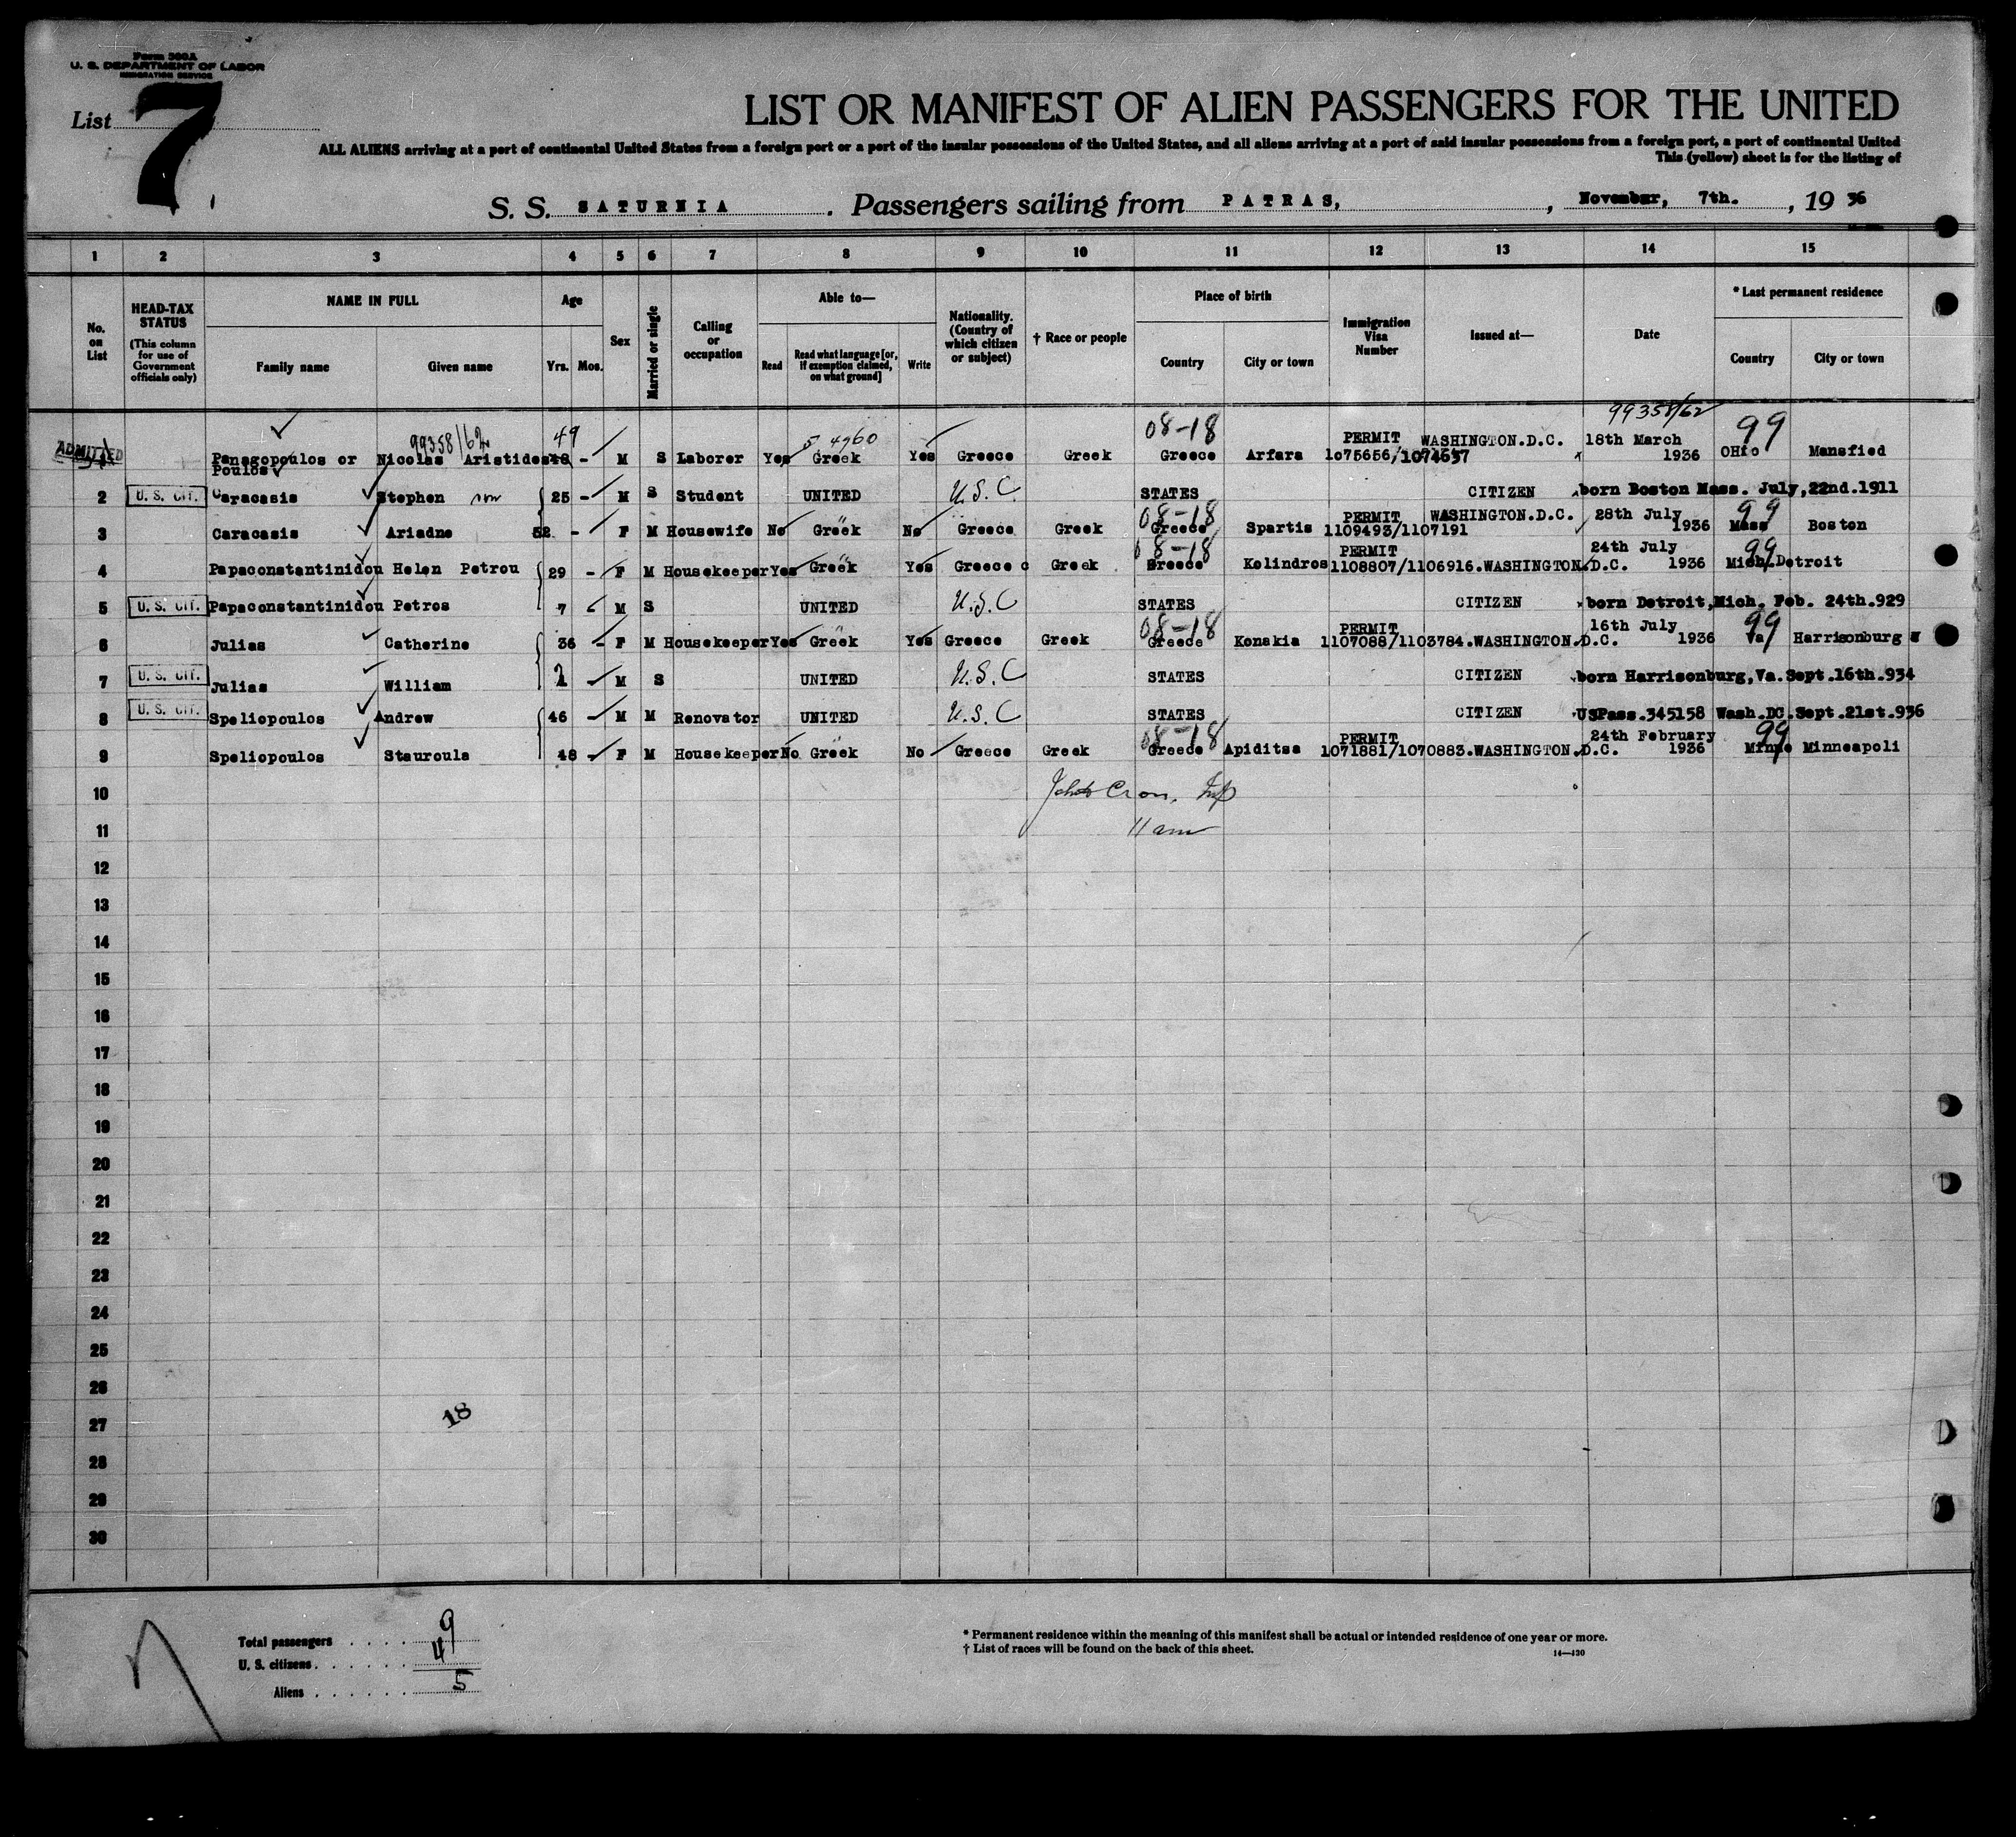 Form 500A
U. S. DEPARTMENT OF LABOR
IMMIGRATION SERVICE
List 7
LIST OR MANIFEST OF ALIEN PASSENGERS FOR THE UNITED
ALL ALIENS arriving at a port of continental United States from a foreign port or a port of the insular possessions of the United States, and all aliens arriving at a port of said insular possessions from a foreign port, a part of continental United
This (yellow) sheet is for the listing of
S. S. SATURNIA . Passengers sailing from PATRAS, , November, 7th. , 19 36
1 2 3 4 5 6 7 8 9 10 11 12 13 14 15
No. on List
HEAD-TAX STATUS (This column for use of Government officials only)
NAME IN FULL
Family name Given name
Age
Yrs. Mos.
Sex
Married or single
Calling or occupation
Able to—
Read Read what language [or, if exemption claimed, on what ground] Write
Nationality. (Country of which citizen or subject)
† Race or people
Place of birth
Country City or town
Immigration Visa Number
Issued at—
Date
* Last permanent residence
Country City or town
99358/62
99358/62 49 5 4960 08-18 PERMIT WASHINGTON.D.C. 18th March 99
ADMITTED Panagopoulos or Nicolas Aristides 48 - M S Laborer Yes Greek Yes Greece Greek Greece Arfara 1075656/1074637 1936 OHio Mansfied
Poulos
2 U. S. CIT. Caracasis Stephen 25 - M S Student UNITED U.S.C STATES CITIZEN born Boston Mass. July,22nd.1911
08-18 PERMIT WASHINGTON.D.C. 28th July 99
3 Caracasis Ariadne 52 - F M Housewife No Greek No Greece Greek Greece Spartis 1109493/1107191 1936 Mass Boston
08-18 PERMIT 24th July 99
4 Papaconstantinidou Helen Petrou 29 - F M Housekeeper Yes Greek Yes Greece Greek Greece Kolindros 1108807/1106916.WASHINGTON.D.C. 1936 Mich. Detroit
5 U. S. CIT. Papaconstantinidou Petros 7 - M S UNITED U.S.C STATES CITIZEN born Detroit,Mich. Feb. 24th.929
08-18 PERMIT 16th July 99
6 Julias Catherine 36 - F M Housekeeper Yes Greek Yes Greece Greek Greece Konakia 1107088/1103784.WASHINGTON.D.C. 1936 Va Harrisonburg
7 U. S. CIT. Julias William 2 - M S UNITED U.S.C STATES CITIZEN born Harrisonburg,Va.Sept.16th.934
8 U. S. CIT. Speliopoulos Andrew 46 - M M Renovator UNITED U.S.C STATES CITIZEN USPass.345158 Wash.DC.Sept.21st.936
08-18 PERMIT 24th February 99
9 Speliopoulos Stauroula 48 - F M Housekeeper No Greek No Greece Greek Greece Apiditsa 1071881/1070883.WASHINGTON.D.C. 1936 Minne Minneapoli
10
11 11 am
12
13
14
15
16
17
18
19
20
21
22
23
24
25
26
27 18
28
29
30
Total passengers . . . . 9
U. S. citizens . . . . . . 4
Aliens . . . . . . 5
* Permanent residence within the meaning of this manifest shall be actual or intended residence of one year or more.
† List of races will be found on the back of this sheet.
14—420